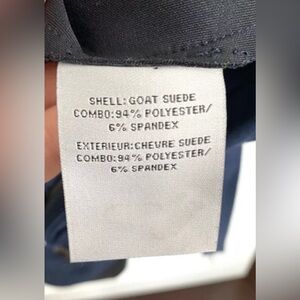 SHELL: GOAT SUEDE
COMBO: 94% POLYESTER/
6% SPANDEX
EXTERIEUR: CHEVRE SUEDE
COMBO: 94% POLYESTER/
6% SPANDEX